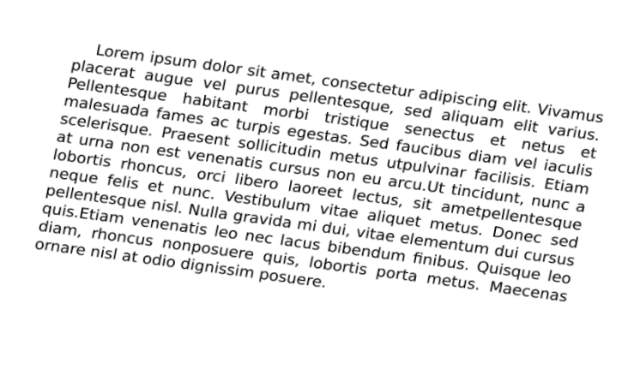 Lorem ipsum dolor sit amet, consectetur adipiscing elit. Vivamus
placerat augue vel purus pellentesque, sed aliquam elit varius.
Pellentesque habitant morbi tristique senectus et netus et
malesuada fames ac turpis egestas. Sed faucibus diam vel iaculis
scelerisque. Praesent sollicitudin metus utpulvinar facilisis. Etiam
at urna non est venenatis cursus non eu arcu.Ut tincidunt, nunc a
lobortis rhoncus, orci libero laoreet lectus, sit ametpellentesque
neque felis et nunc. Vestibulum vitae aliquet metus. Donec sed
pellentesque nisl. Nulla gravida mi dui, vitae elementum dui cursus
quis.Etiam venenatis leo nec lacus bibendum finibus. Quisque leo
diam, rhoncus nonposuere quis, lobortis porta metus. Maecenas
ornare nisl at odio dignissim posuere.